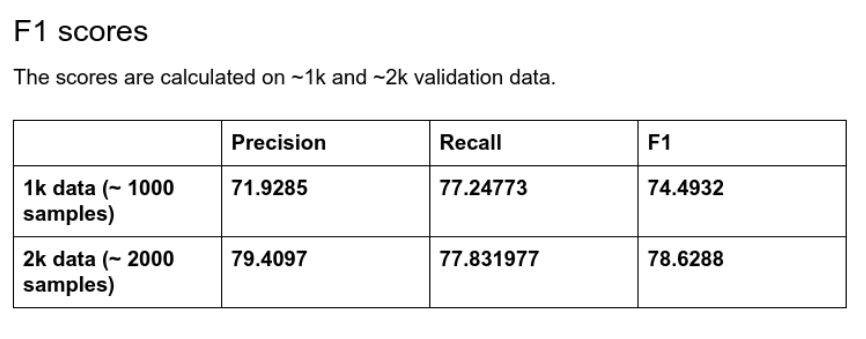 F1 scores
The scores are calculated on ~1k and ~2k validation data.
Precision Recall F1
1k data (~ 1000 71.9285 77.24773 74.4932
samples)
2k data (~ 2000 79.4097 77.831977 78.6288
samples)